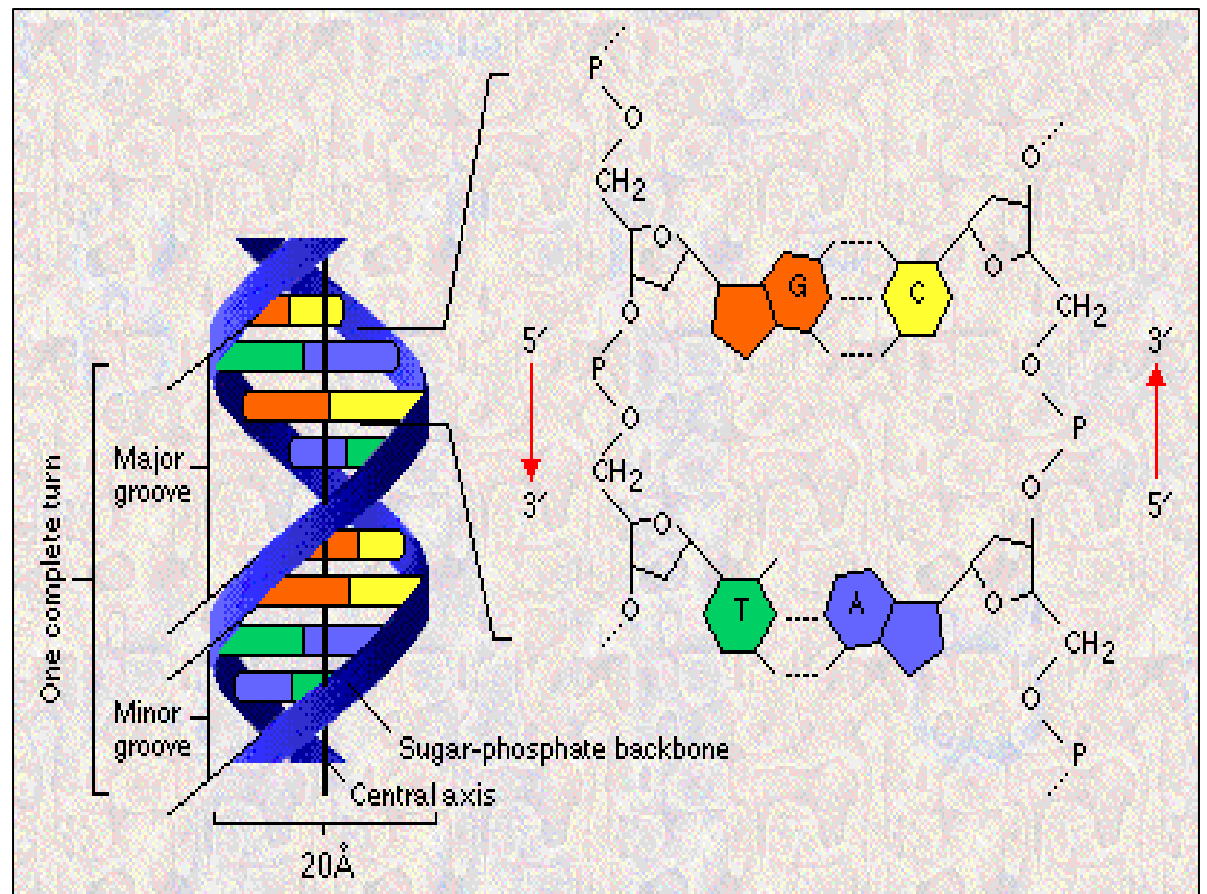 P
O
CH2
O
O
O
G
C
O
CH2
5′
3′
O
P
O
P
O
CH2
3′
5′
O
O
T
A
O
O
CH2
O
P
One complete turn
Major
groove
Minor
groove
Sugar-phosphate backbone
Central axis
20Å